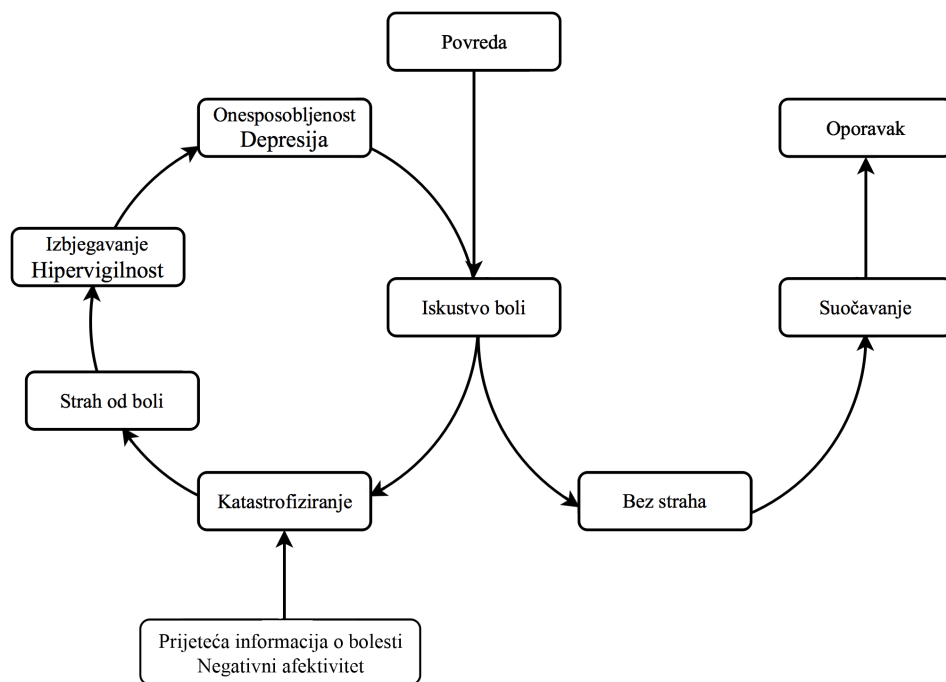 Povreda
Onesposobljenost
Depresija
Oporavak
Izbjegavanje
Hipervigilnost
Iskustvo boli
Suočavanje
Strah od boli
Katastrofiziranje
Bez straha
Prijeteća informacija o bolesti
Negativni afektivitet